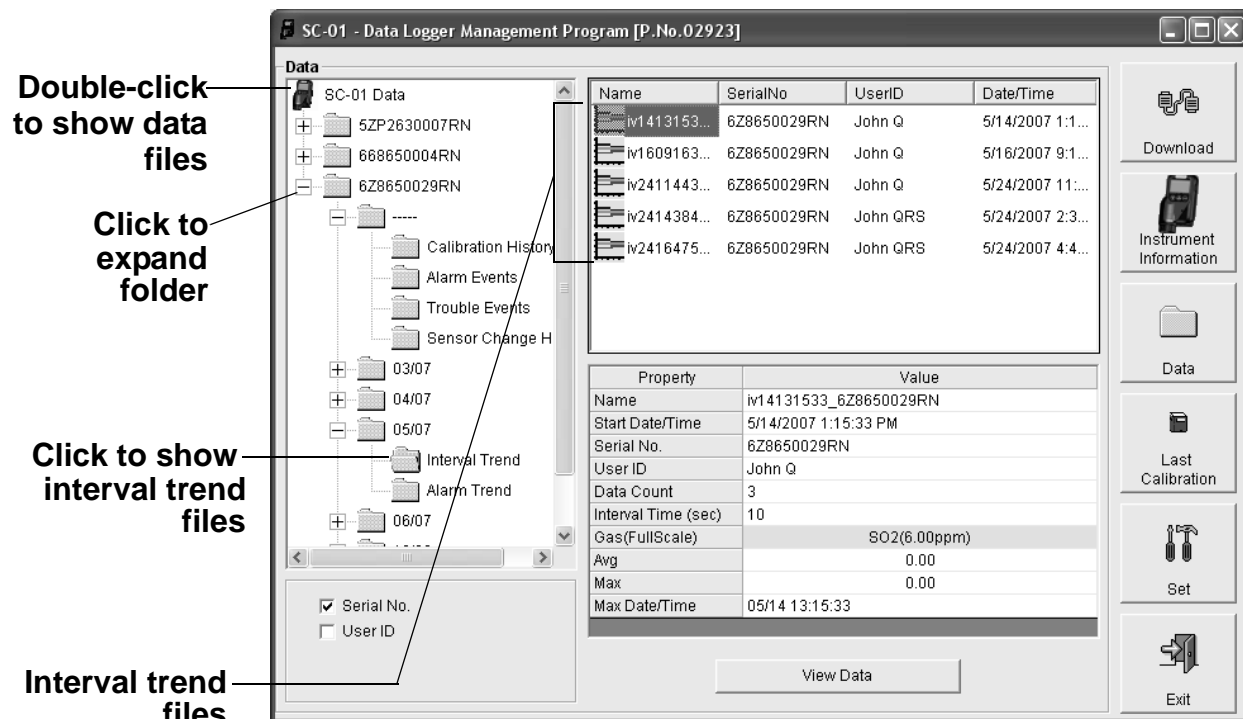 SC-01 - Data Logger Management Program [P.No.02923]
Data
Double-click
to show data
files
Click to
expand
folder
Click to show
interval trend
files
Interval trend
files
SC-01 Data
5ZP2630007RN
668650004RN
6Z8650029RN
-----
Calibration History
Alarm Events
Trouble Events
Sensor Change H
03/07
04/07
05/07
Interval Trend
Alarm Trend
06/07
Serial No.
User ID
Name SerialNo UserID Date/Time
iv1413153... 6Z8650029RN John Q 5/14/2007 1:1...
iv1609163... 6Z8650029RN John Q 5/16/2007 9:1...
iv2411443... 6Z8650029RN John Q 5/24/2007 11:...
iv2414384... 6Z8650029RN John QRS 5/24/2007 2:3...
iv2416475... 6Z8650029RN John QRS 5/24/2007 4:4...
Property Value
Name iv14131533_6Z8650029RN
Start Date/Time 5/14/2007 1:15:33 PM
Serial No. 6Z8650029RN
User ID John Q
Data Count 3
Interval Time (sec) 10
Gas(FullScale) SO2(6.00ppm)
Avg 0.00
Max 0.00
Max Date/Time 05/14 13:15:33
View Data
Download
Instrument
Information
Data
Last
Calibration
Set
Exit